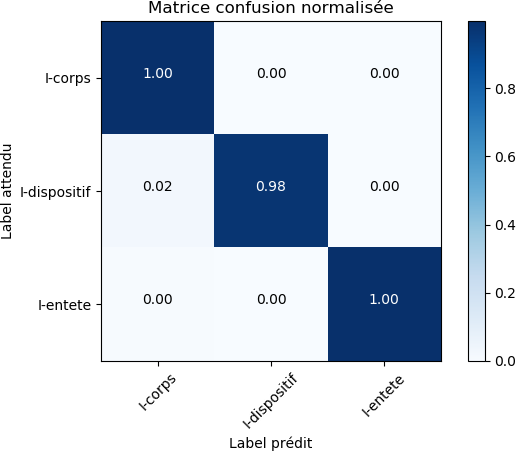 Matrice confusion normalisée
Label attendu
I-corps 1.00 0.00 0.00
I-dispositif 0.02 0.98 0.00
I-entete 0.00 0.00 1.00
I-corps I-dispositif I-entete
Label prédit
0.8
0.6
0.4
0.2
0.0